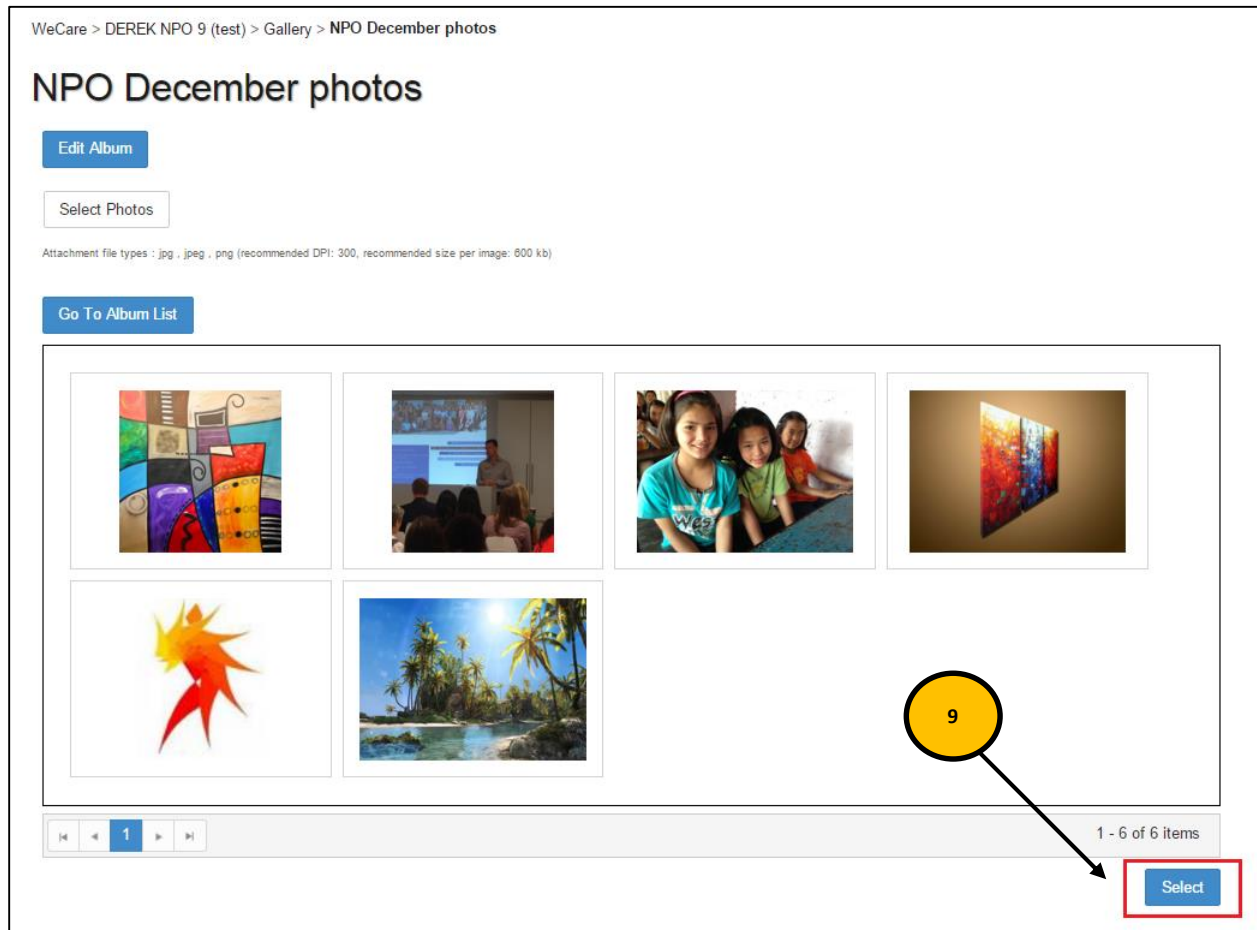 WeCare > DEREK NPO 9 (test) > Gallery > NPO December photos
NPO December photos
Edit Album
Select Photos
Attachment file types : jpg , jpeg , png (recommended DPI: 300, recommended size per image: 600 kb)
Go To Album List
9
1
1 - 6 of 6 items
Select